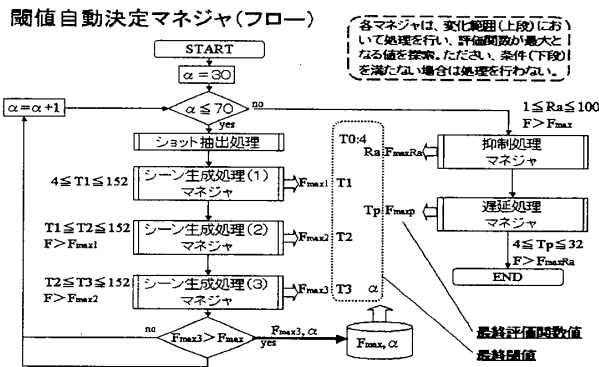 閾値自動決定マネジャ(フロー)
各マネジャは、変化範囲(上段)にお
いて処理を行い、評価関数が最大と
なる値を探索。ただし、条件(下段)
を満たない場合は処理を行わない。
START
α=30
α=α+1
α≦70
no
yes
ショット抽出処理
4≦T1≦152
シーン生成処理(1)
マネジャ
Fmax1
T1≦T2≦152
F>Fmax1
シーン生成処理(2)
マネジャ
Fmax2
T2≦T3≦152
F>Fmax2
シーン生成処理(3)
マネジャ
Fmax3
no
Fmax3>Fmax
yes
Fmax3, α
Fmax, α
T0:4
Ra
FmaxRa
T1
Tp
Fmaxp
T2
T3
α
1≦Ra≦100
F>Fmax
抑制処理
マネジャ
遅延処理
マネジャ
4≦Tp≦32
F>FmaxRa
END
最終評価関数値
最終閾値